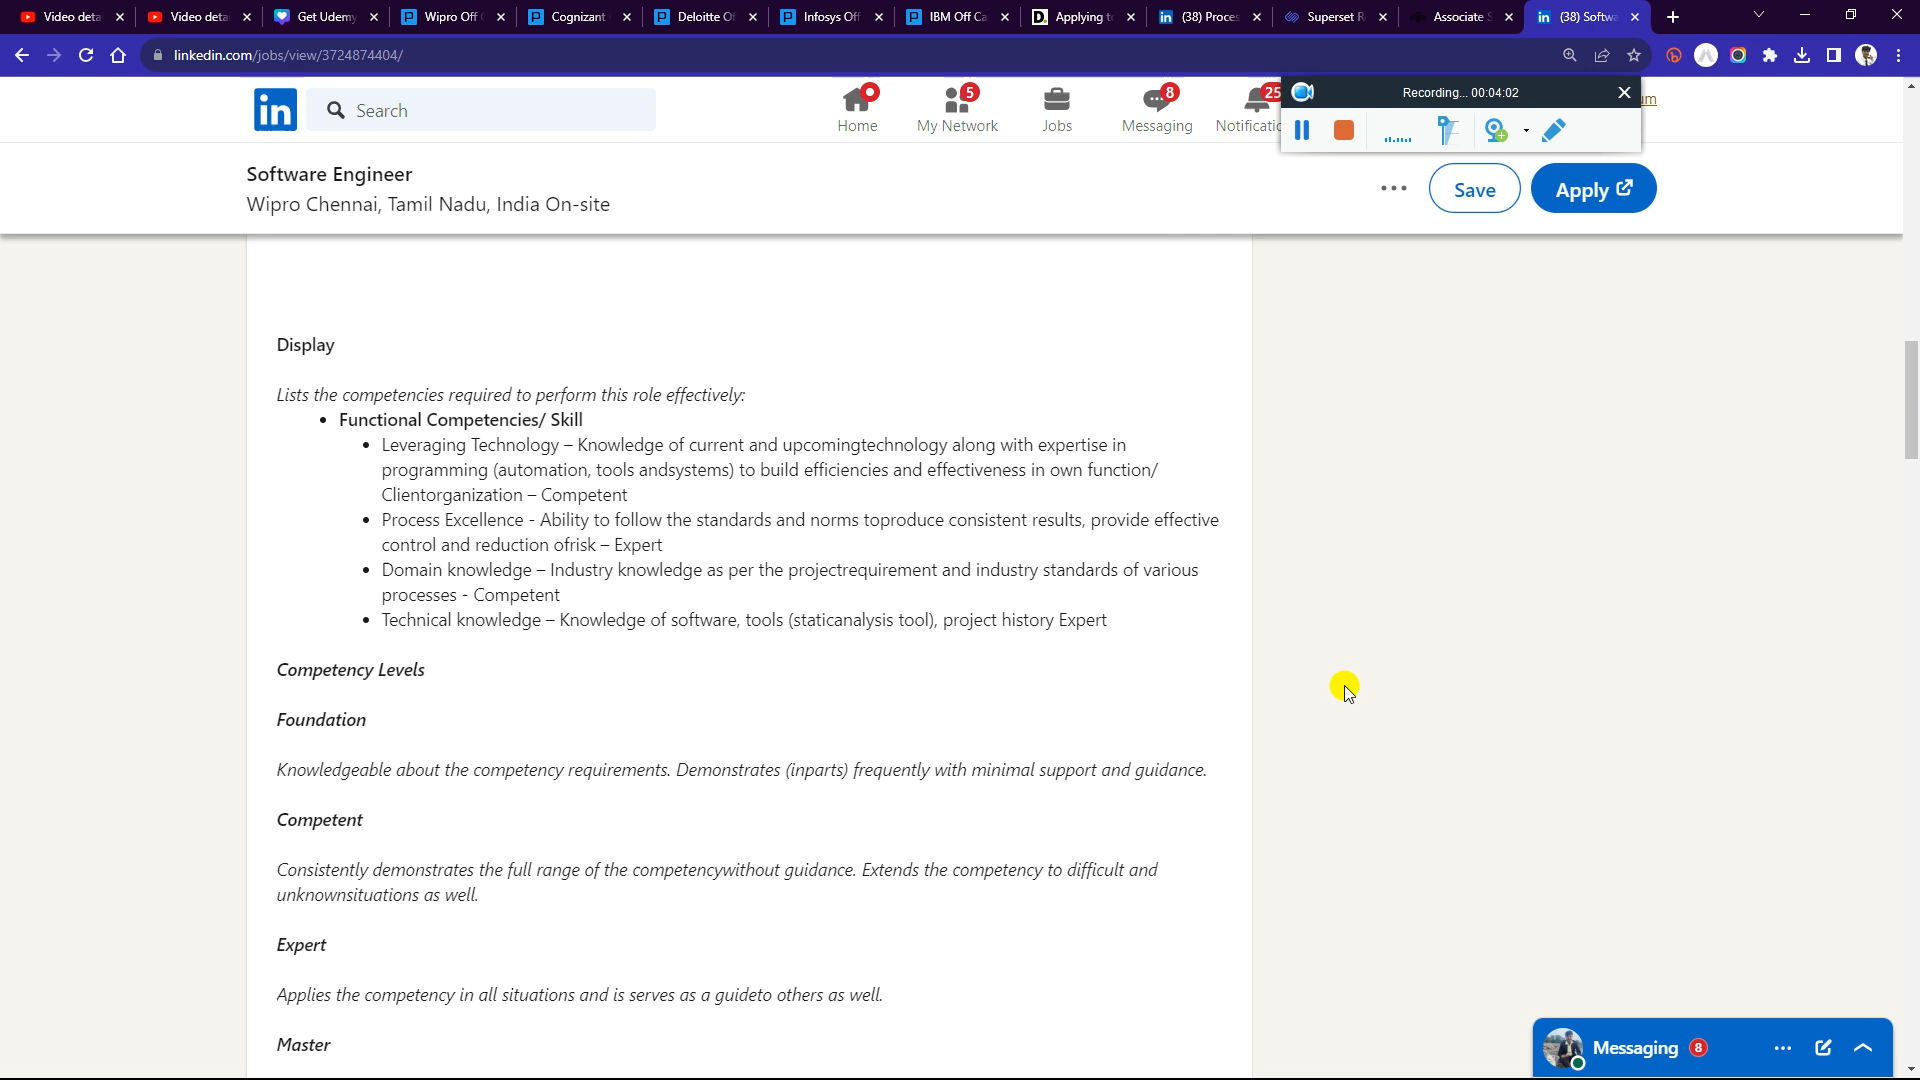 Video deta
Video deta
Get Udemy
Wipro Off
Cognizant
Deloitte O
Infosys Off
IBM Off Ca
Applying t
(38) Proces
Superset R
Associate S
(38) Softw
linkedin.com/jobs/view/3724874404/
in
Search
Home
5
My Network
Jobs
8
Messaging
25
Notificatio
Recording... 00:04:02
um
Software Engineer
Wipro Chennai, Tamil Nadu, India On-site
Save
Apply
Display
Lists the competencies required to perform this role effectively:
• Functional Competencies/ Skill
• Leveraging Technology – Knowledge of current and upcomingtechnology along with expertise in
programming (automation, tools andsystems) to build efficiencies and effectiveness in own function/
Clientorganization – Competent
• Process Excellence - Ability to follow the standards and norms toproduce consistent results, provide effective
control and reduction ofrisk – Expert
• Domain knowledge – Industry knowledge as per the projectrequirement and industry standards of various
processes - Competent
• Technical knowledge – Knowledge of software, tools (staticanalysis tool), project history Expert
Competency Levels
Foundation
Knowledgeable about the competency requirements. Demonstrates (inparts) frequently with minimal support and guidance.
Competent
Consistently demonstrates the full range of the competencywithout guidance. Extends the competency to difficult and
unknownsituations as well.
Expert
Applies the competency in all situations and is serves as a guideto others as well.
Master
Messaging 8